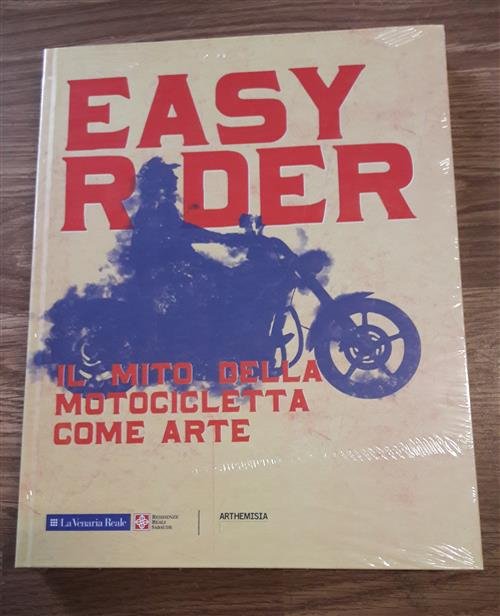 EASY
RIDER
IL MITO DELLA
MOTOCICLETTA
COME ARTE
La Venaria Reale
RESIDENZE
REALI
SABAUDE
ARTHEMISIA